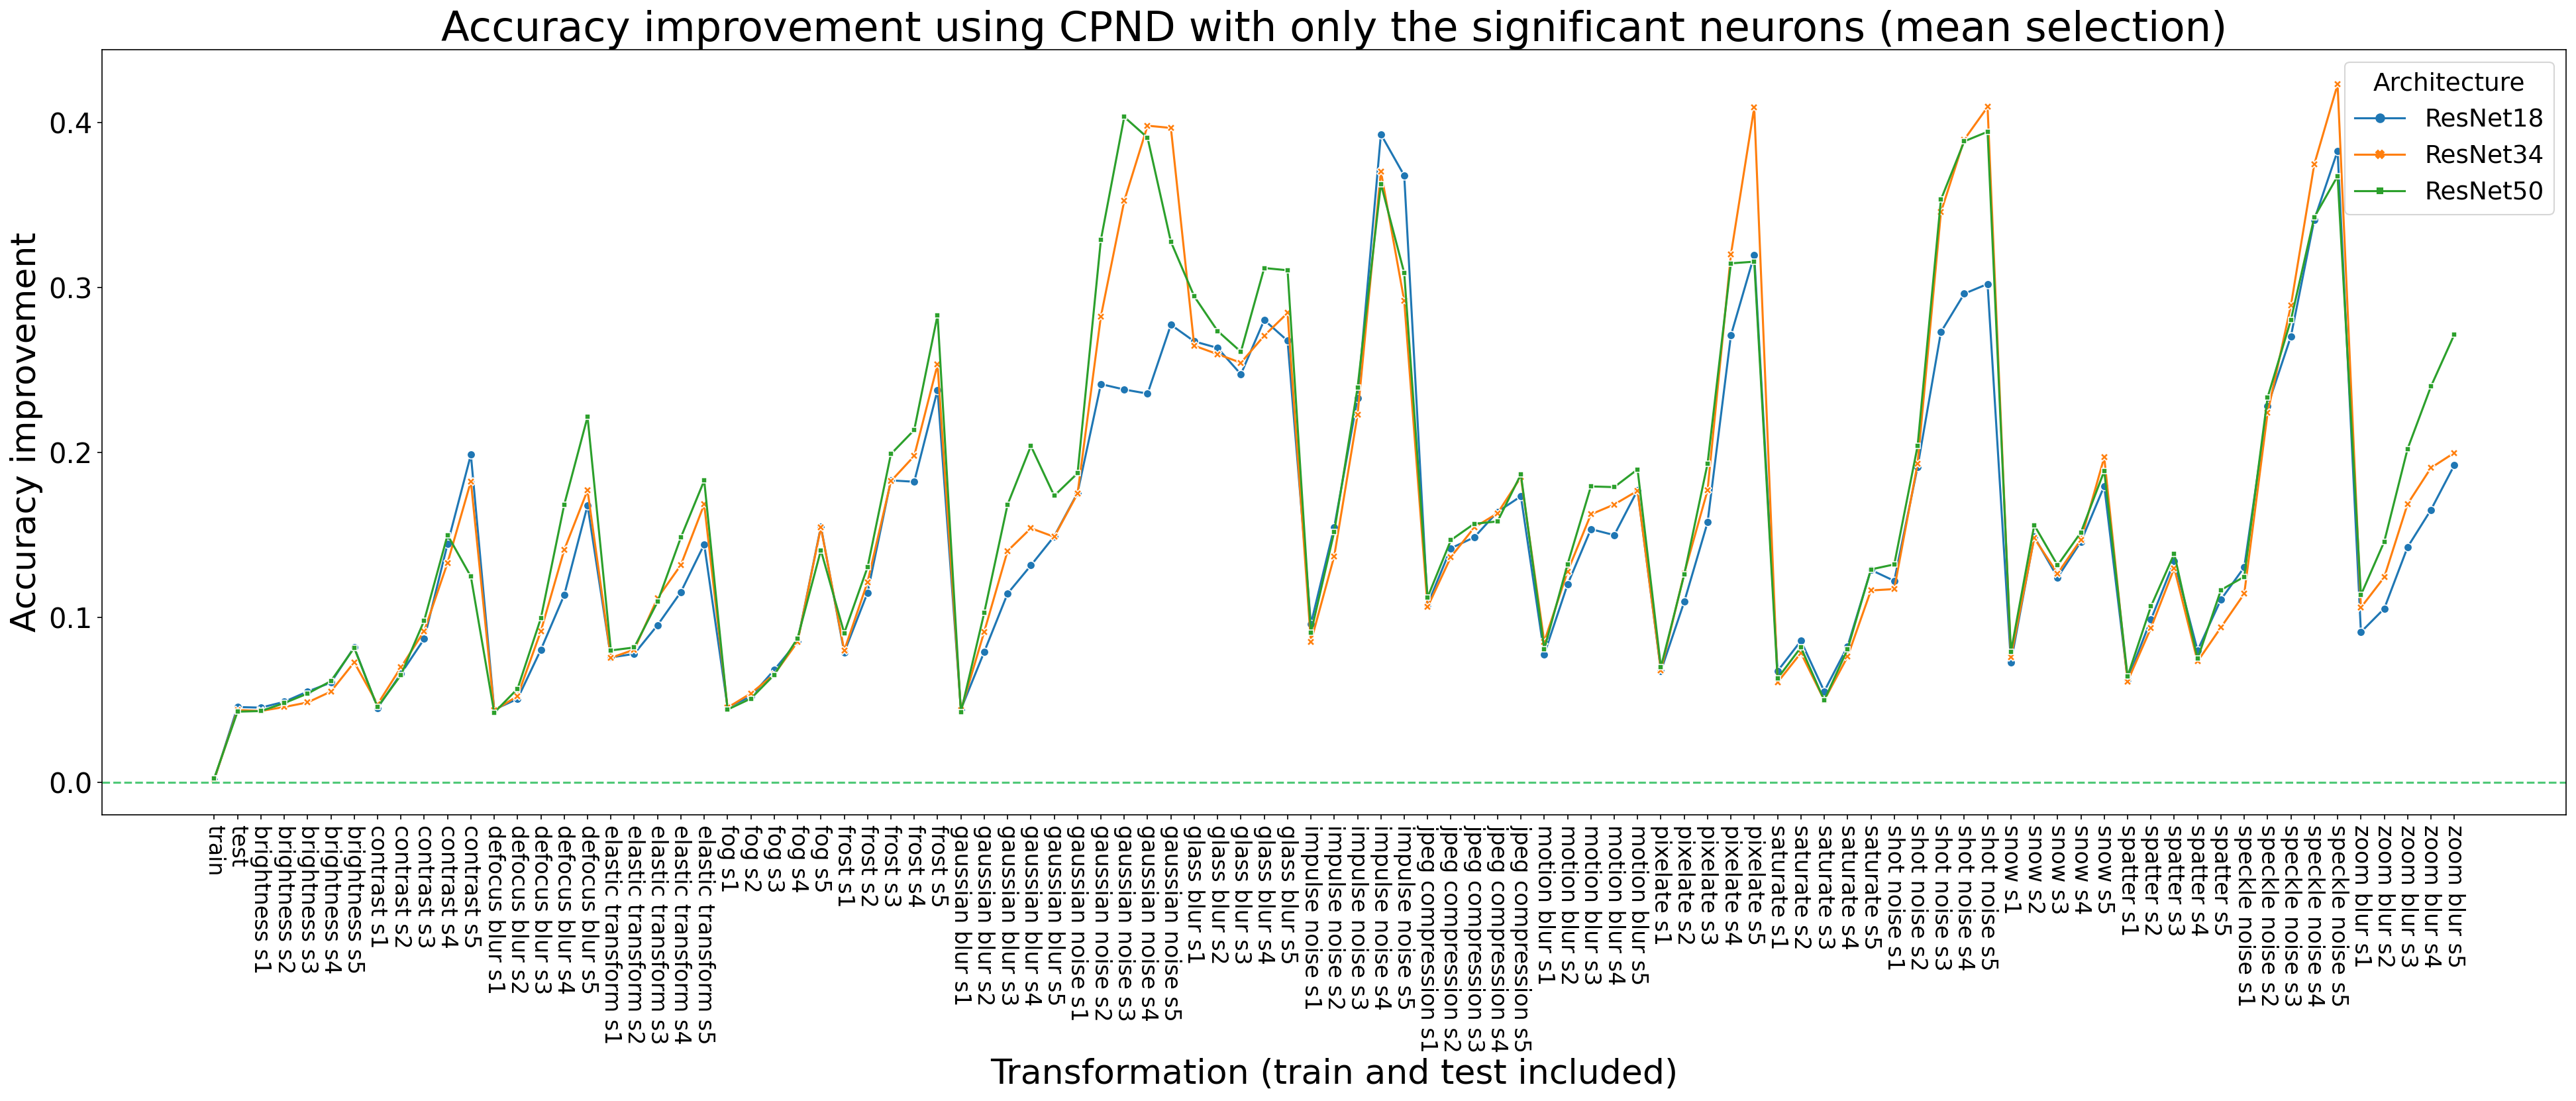 Accuracy improvement using CPND with only the significant neurons (mean selection)
Architecture
ResNet18
ResNet34
ResNet50
Accuracy improvement
0.4
0.3
0.2
0.1
0.0
train
test
brightness s1
brightness s2
brightness s3
brightness s4
brightness s5
contrast s1
contrast s2
contrast s3
contrast s4
contrast s5
defocus blur s1
defocus blur s2
defocus blur s3
defocus blur s4
defocus blur s5
elastic transform s1
elastic transform s2
elastic transform s3
elastic transform s4
elastic transform s5
fog s1
fog s2
fog s3
fog s4
fog s5
frost s1
frost s2
frost s3
frost s4
frost s5
gaussian blur s1
gaussian blur s2
gaussian blur s3
gaussian blur s4
gaussian blur s5
gaussian noise s1
gaussian noise s2
gaussian noise s3
gaussian noise s4
gaussian noise s5
glass blur s1
glass blur s2
glass blur s3
glass blur s4
glass blur s5
impulse noise s1
impulse noise s2
impulse noise s3
impulse noise s4
impulse noise s5
jpeg compression s1
jpeg compression s2
jpeg compression s3
jpeg compression s4
jpeg compression s5
motion blur s1
motion blur s2
motion blur s3
motion blur s4
motion blur s5
pixelate s1
pixelate s2
pixelate s3
pixelate s4
pixelate s5
saturate s1
saturate s2
saturate s3
saturate s4
saturate s5
shot noise s1
shot noise s2
shot noise s3
shot noise s4
shot noise s5
snow s1
snow s2
snow s3
snow s4
snow s5
spatter s1
spatter s2
spatter s3
spatter s4
spatter s5
speckle noise s1
speckle noise s2
speckle noise s3
speckle noise s4
speckle noise s5
zoom blur s1
zoom blur s2
zoom blur s3
zoom blur s4
zoom blur s5
Transformation (train and test included)